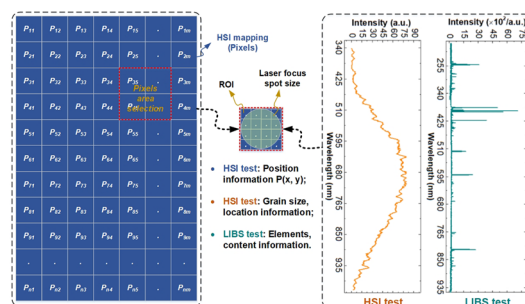 P11 P12 P13 P14 P15 . P1m
P21 P22 P23 P24 P25 . P2m
P31 P32 P33 P34 P35 . P3m
P41 P42 P43 P44 . P4m
Pixels
area
selection
P51 P52 P53 P54 P55 . P5m
P61 P62 P63 P64 P65 . P6m
P71 P72 P73 P74 P75 . P7m
P81 P82 P83 P84 P85 . P8m
P91 P92 P93 P94 P95 . P9m
. . . . . . .
Pn1 Pn2 Pn3 Pn4 Pn5 . Pnm
HSI mapping
(Pixels)
ROI
Laser focus
spot size
• HSI test: Position
information P(x, y);
• HSI test: Grain size,
location information;
• LIBS test: Elements,
content information.
Intensity (a.u.)
0 15 30 45 60 75 90
Wavelength (nm)
340
425
510
595
680
765
850
935
HSI test
Intensity (×10² a.u.)
0 25 50 75
Wavelength (nm)
255
340
425
510
595
680
765
850
935
LIBS test